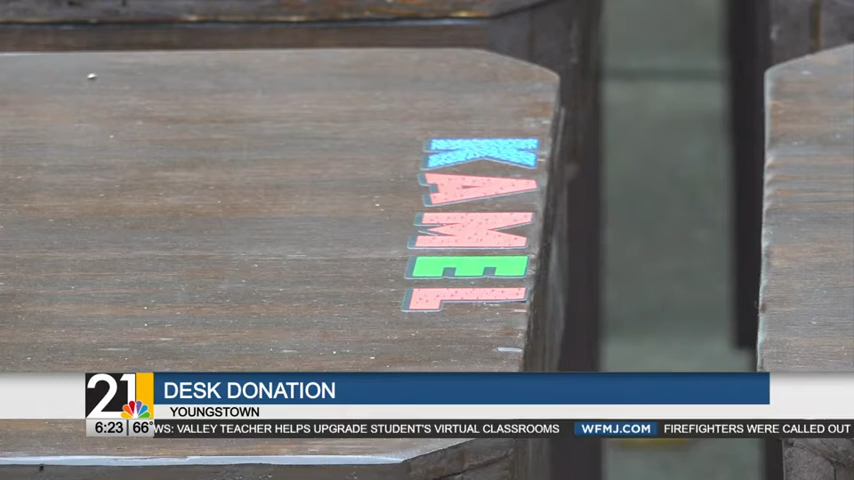 KAMEL
21
DESK DONATION
YOUNGSTOWN
6:23 66° WS: VALLEY TEACHER HELPS UPGRADE STUDENT'S VIRTUAL CLASSROOMS WFMJ.COM FIREFIGHTERS WERE CALLED OUT